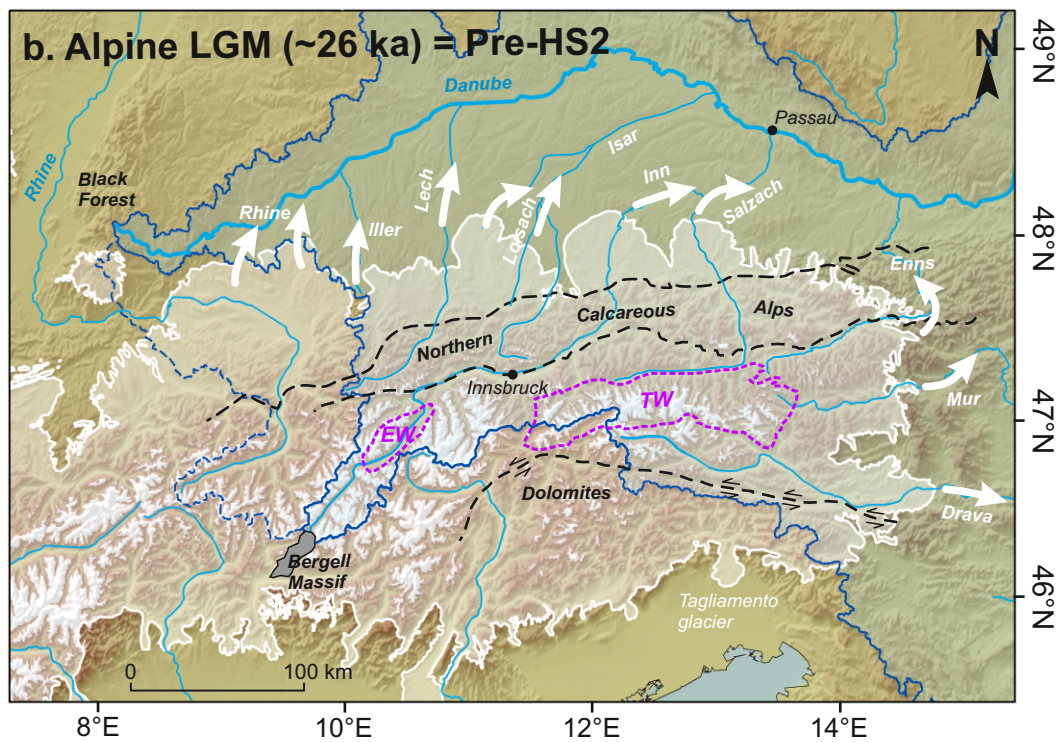 b. Alpine LGM (~26 ka) = Pre-HS2
N
49°N
Danube
Passau
Rhine
Isar
Black
Forest
Lech
Inn
Loisach
Salzach
Rhine
Iller
48°N
Enns
Northern
Calcareous
Alps
Innsbruck
Mur
47°N
EW
TW
Dolomites
Drava
Bergell
Massif
Tagliamento
glacier
46°N
0
100 km
8°E
10°E
12°E
14°E